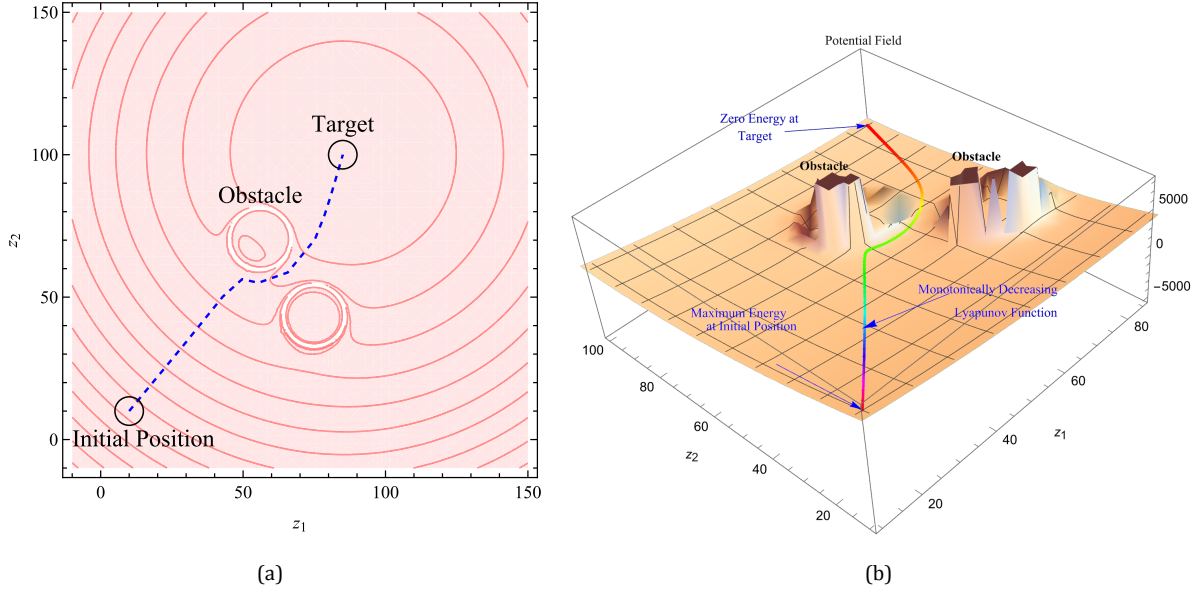 150
100
50
0
z₂
Target
Obstacle
Initial Position
0
50
100
150
z₁
(a)
Potential Field
Zero Energy at
Target
Obstacle
Obstacle
5000
0
−5000
Monotonically Decreasing
Lyapunov Function
Maximum Energy
at Initial Position
100
80
60
40
20
z₂
80
60
40
20
z₁
(b)